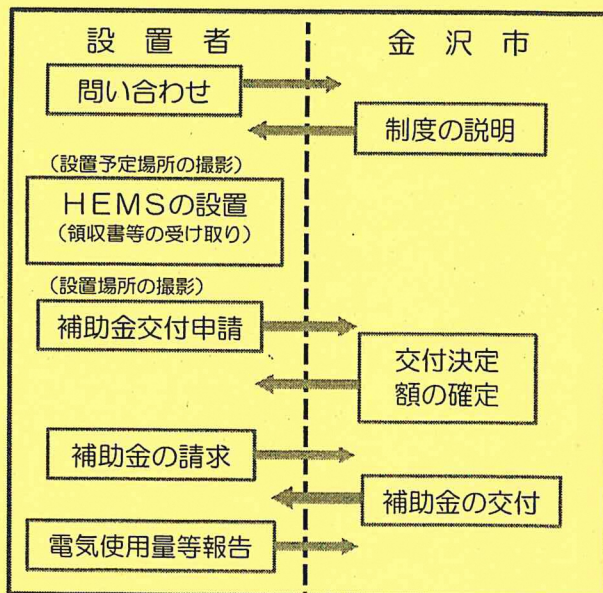 設置者
金沢市
問い合わせ
制度の説明
(設置予定場所の撮影)
HEMSの設置
(領収書等の受け取り)
(設置場所の撮影)
補助金交付申請
交付決定
額の確定
補助金の請求
補助金の交付
電気使用量等報告